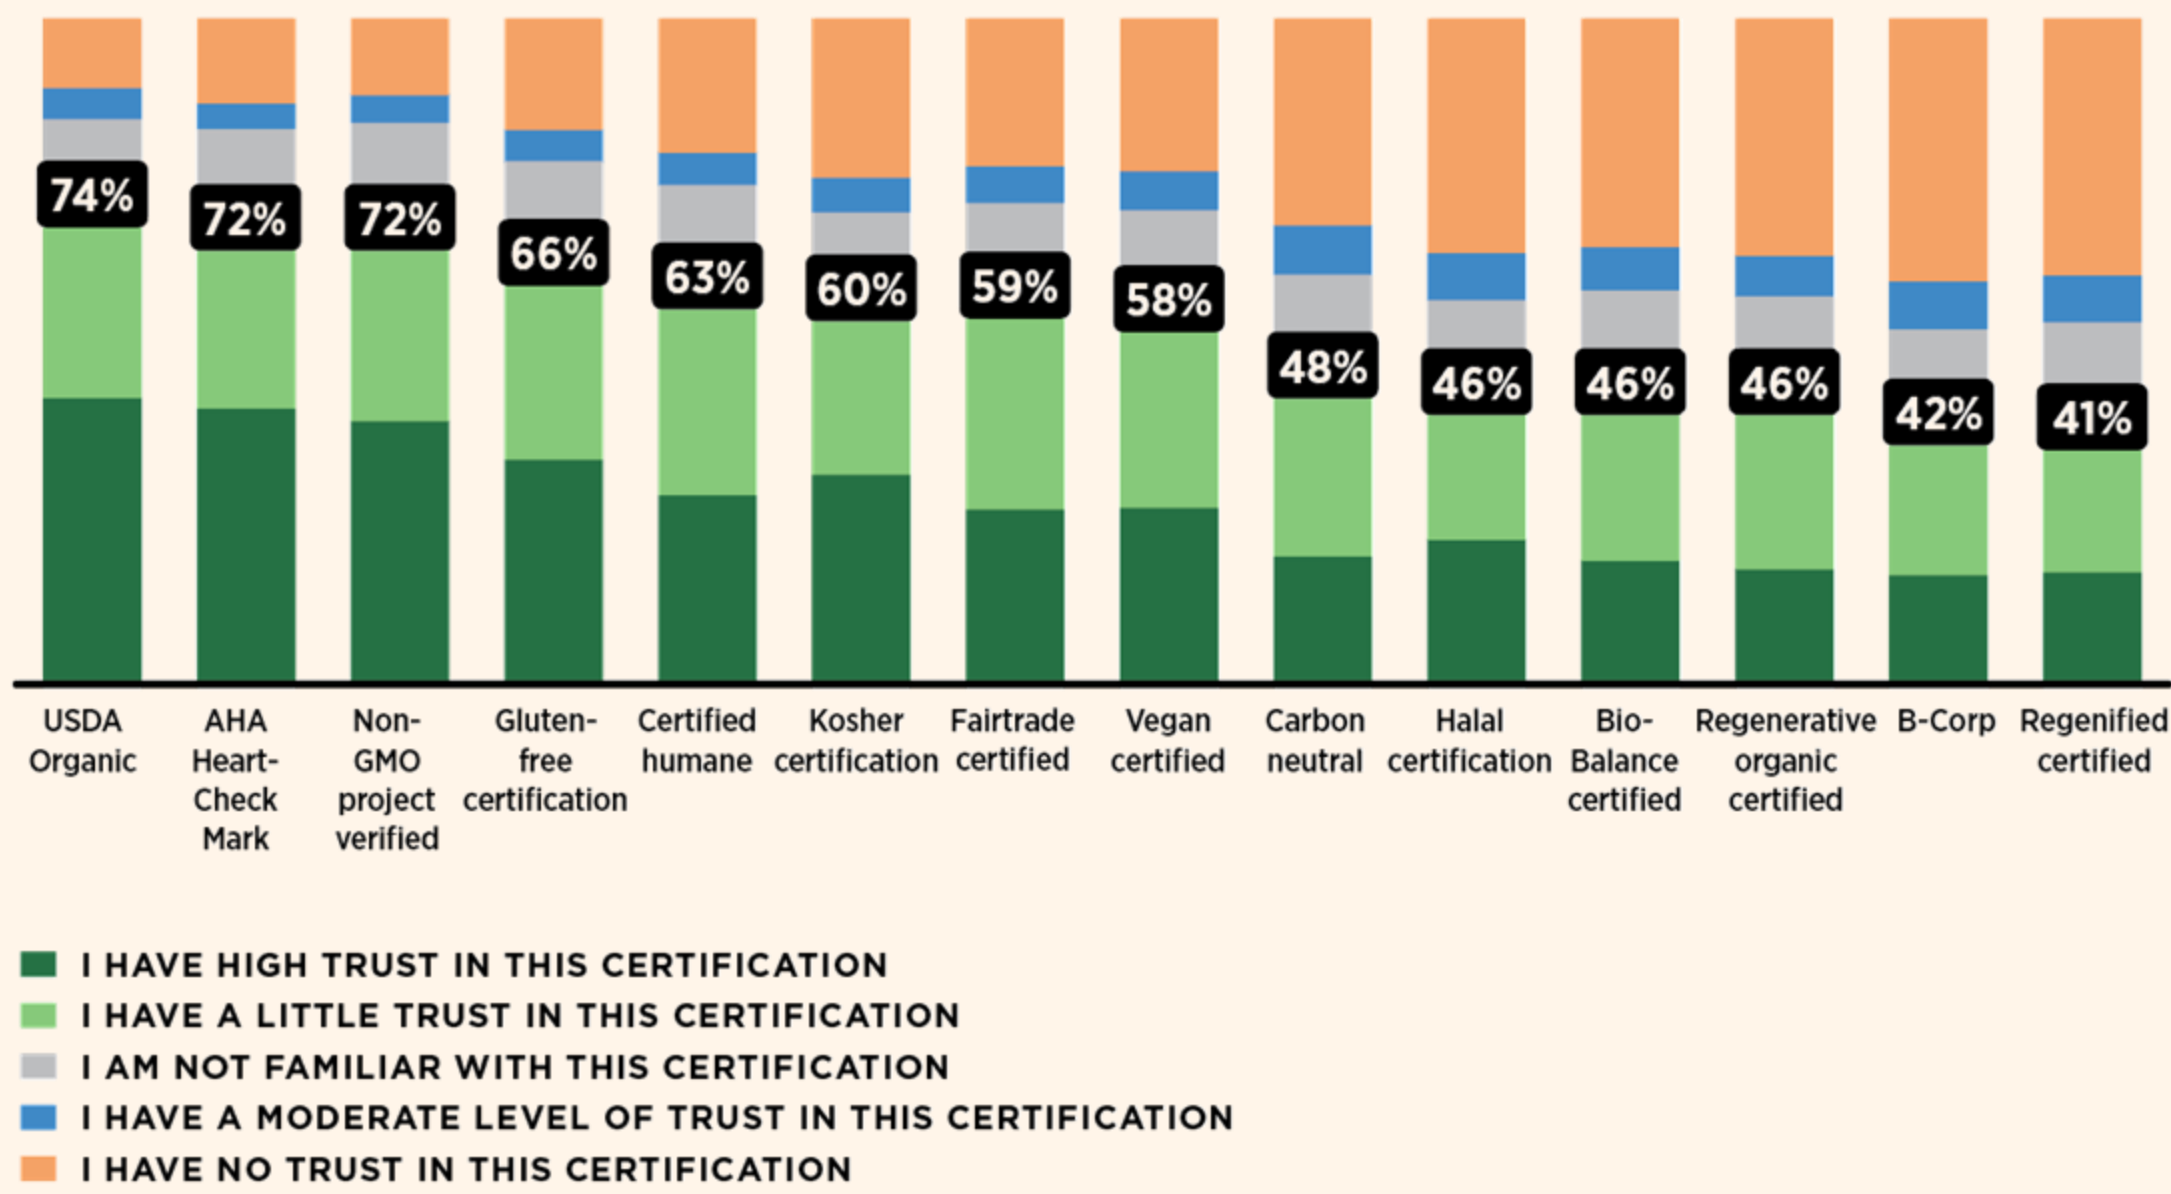 74%
72%
72%
66%
63%
60%
59%
58%
48%
46%
46%
46%
42%
41%
USDA
Organic
AHA
Heart-
Check
Mark
Non-
GMO
project
verified
Gluten-
free
certification
Certified
humane
Kosher
certification
Fairtrade
certified
Vegan
certified
Carbon
neutral
Halal
certification
Bio-
Balance
certified
Regenerative
organic
certified
B-Corp
Regenified
certified
I HAVE HIGH TRUST IN THIS CERTIFICATION
I HAVE A LITTLE TRUST IN THIS CERTIFICATION
I AM NOT FAMILIAR WITH THIS CERTIFICATION
I HAVE A MODERATE LEVEL OF TRUST IN THIS CERTIFICATION
I HAVE NO TRUST IN THIS CERTIFICATION